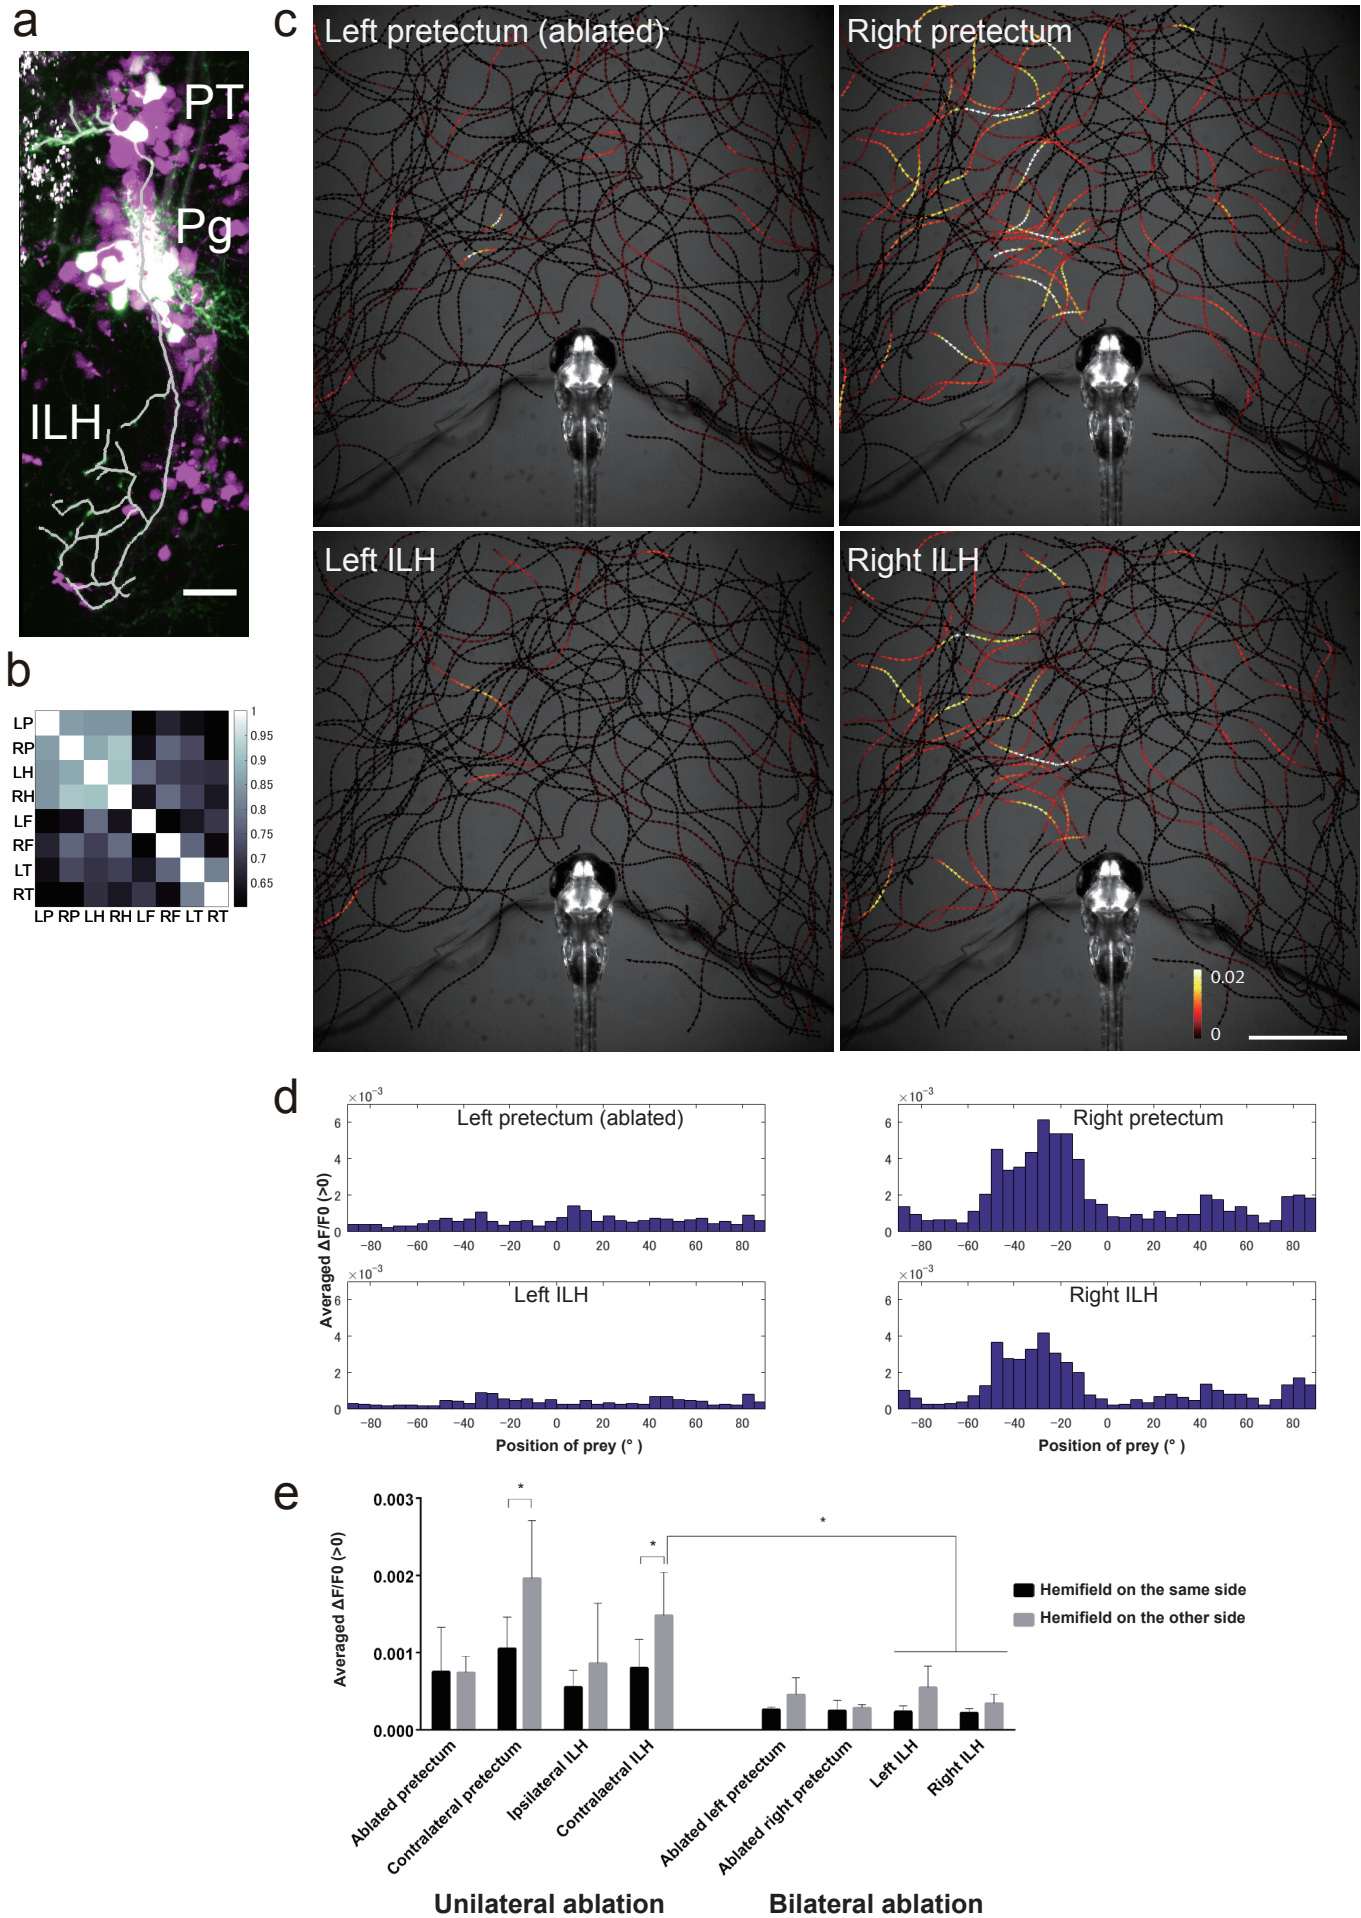 a
PT
Pg
ILH
b
1
0.95
0.9
0.85
0.8
0.75
0.7
0.65
LP
RP
LH
RH
LF
RF
LT
RT
LP RP LH RH LF RF LT RT
c
Left pretectum (ablated)
Right pretectum
Left ILH
Right ILH
0.02
0
d
×10⁻³
Left pretectum (ablated)
6
4
2
0
−80 −60 −40 −20 0 20 40 60 80
×10⁻³
Right pretectum
6
4
2
0
−80 −60 −40 −20 0 20 40 60 80
Averaged ΔF/F0 (>0)
×10⁻³
Left ILH
6
4
2
0
−80 −60 −40 −20 0 20 40 60 80
Position of prey (° )
×10⁻³
Right ILH
6
4
2
0
−80 −60 −40 −20 0 20 40 60 80
Position of prey (° )
e
Averaged ΔF/F0 (>0)
0.003
0.002
0.001
0.000
*
*
*
Hemifield on the same side
Hemifield on the other side
Ablated pretectum
Contralateral pretectum
Ipsilateral ILH
Contralaetral ILH
Ablated left pretectum
Ablated right pretectum
Left ILH
Right ILH
Unilateral ablation
Bilateral ablation